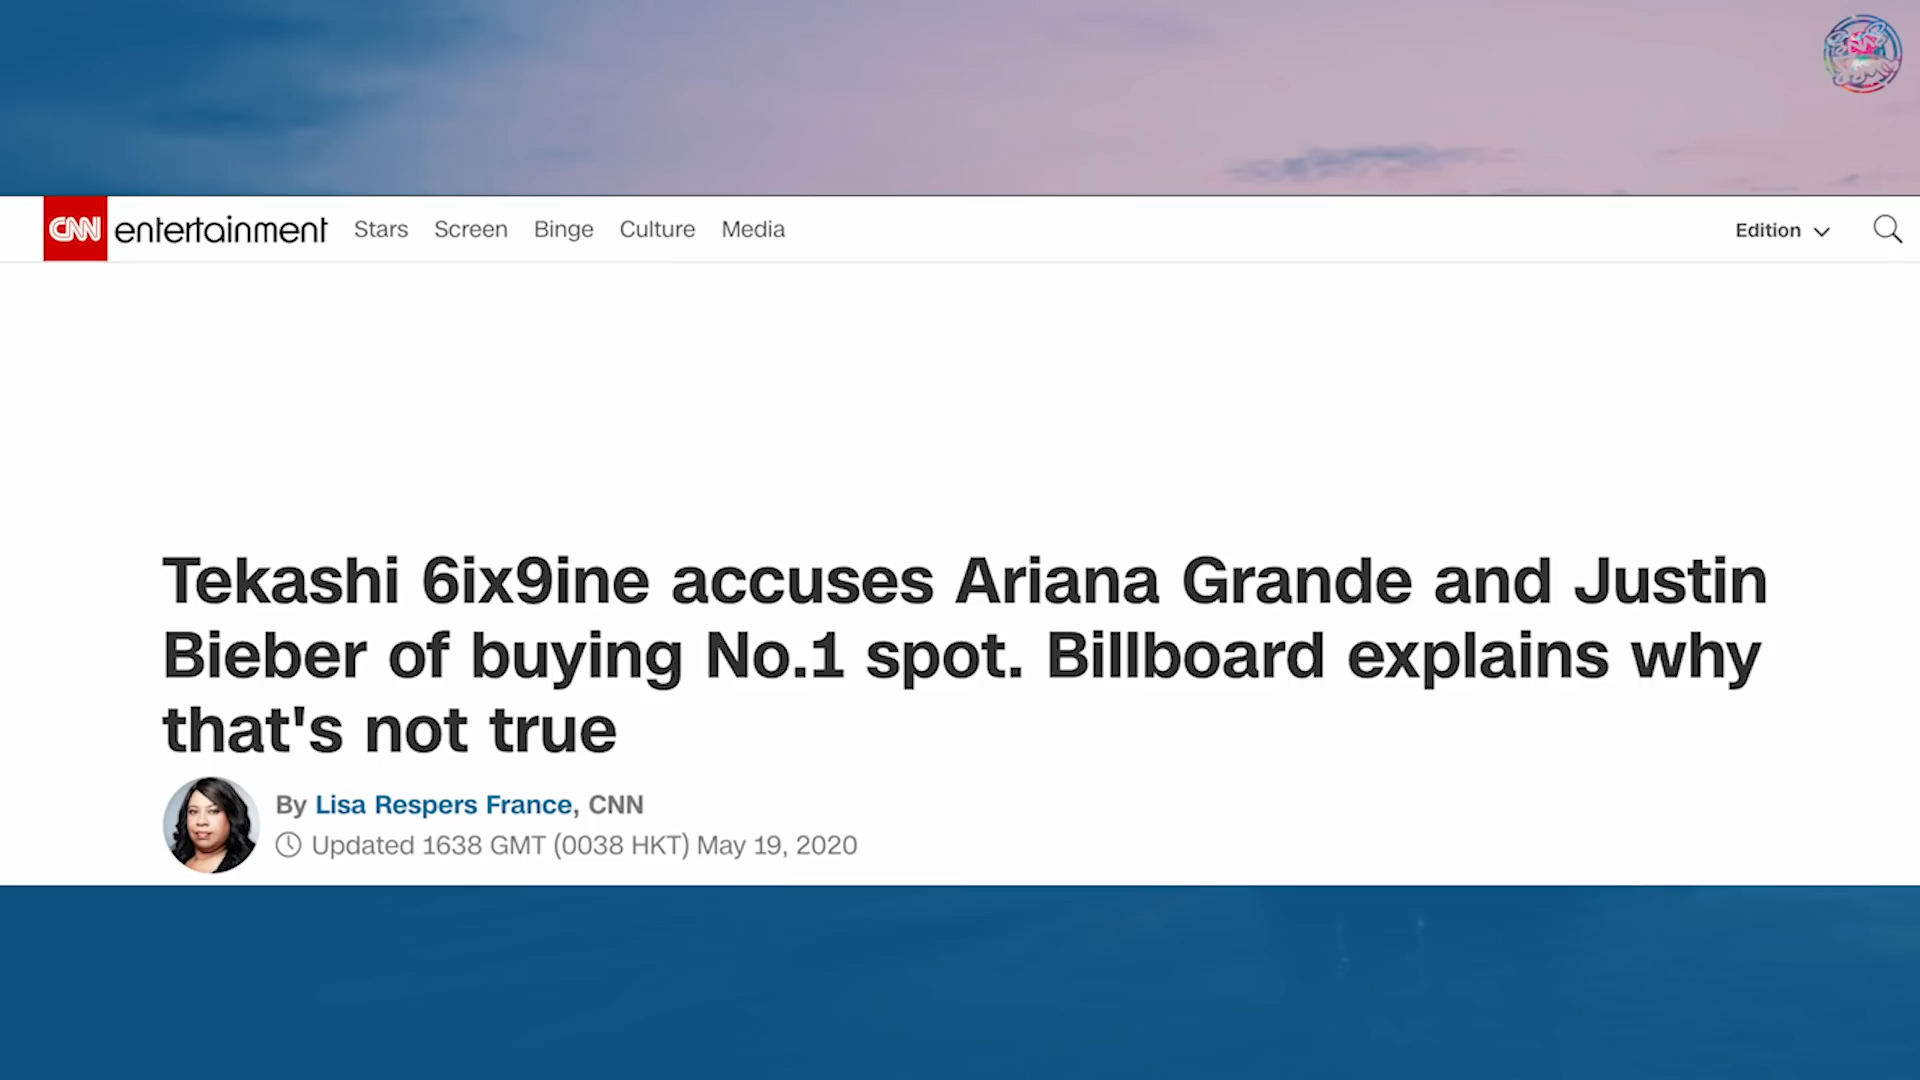 CNN entertainment Stars Screen Binge Culture Media Edition
Tekashi 6ix9ine accuses Ariana Grande and Justin
Bieber of buying No.1 spot. Billboard explains why
that's not true
By Lisa Respers France, CNN
Updated 1638 GMT (0038 HKT) May 19, 2020